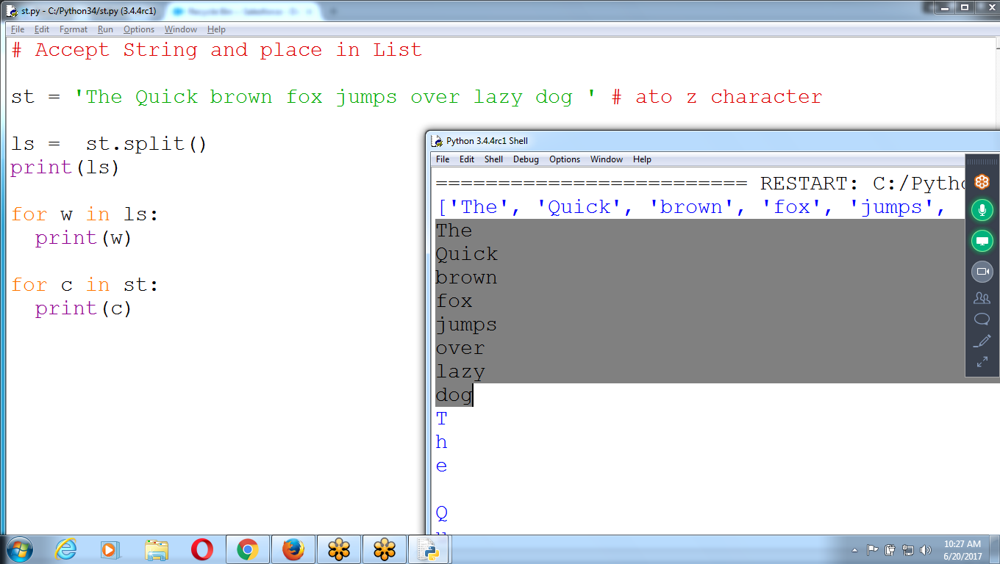 st.py - C:/Python34/st.py (3.4.4rc1)
File Edit Format Run Options Window Help
# Accept String and place in List
st = 'The Quick brown fox jumps over lazy dog ' # ato z character
ls =  st.split()
print(ls)
for w in ls:
  print(w)
for c in st:
  print(c)
Python 3.4.4rc1 Shell
File Edit Shell Debug Options Window Help
========================= RESTART: C:/Pytho
['The', 'Quick', 'brown', 'fox', 'jumps',
The
Quick
brown
fox
jumps
over
lazy
dog
T
h
e
Q
10:27 AM
6/20/2017